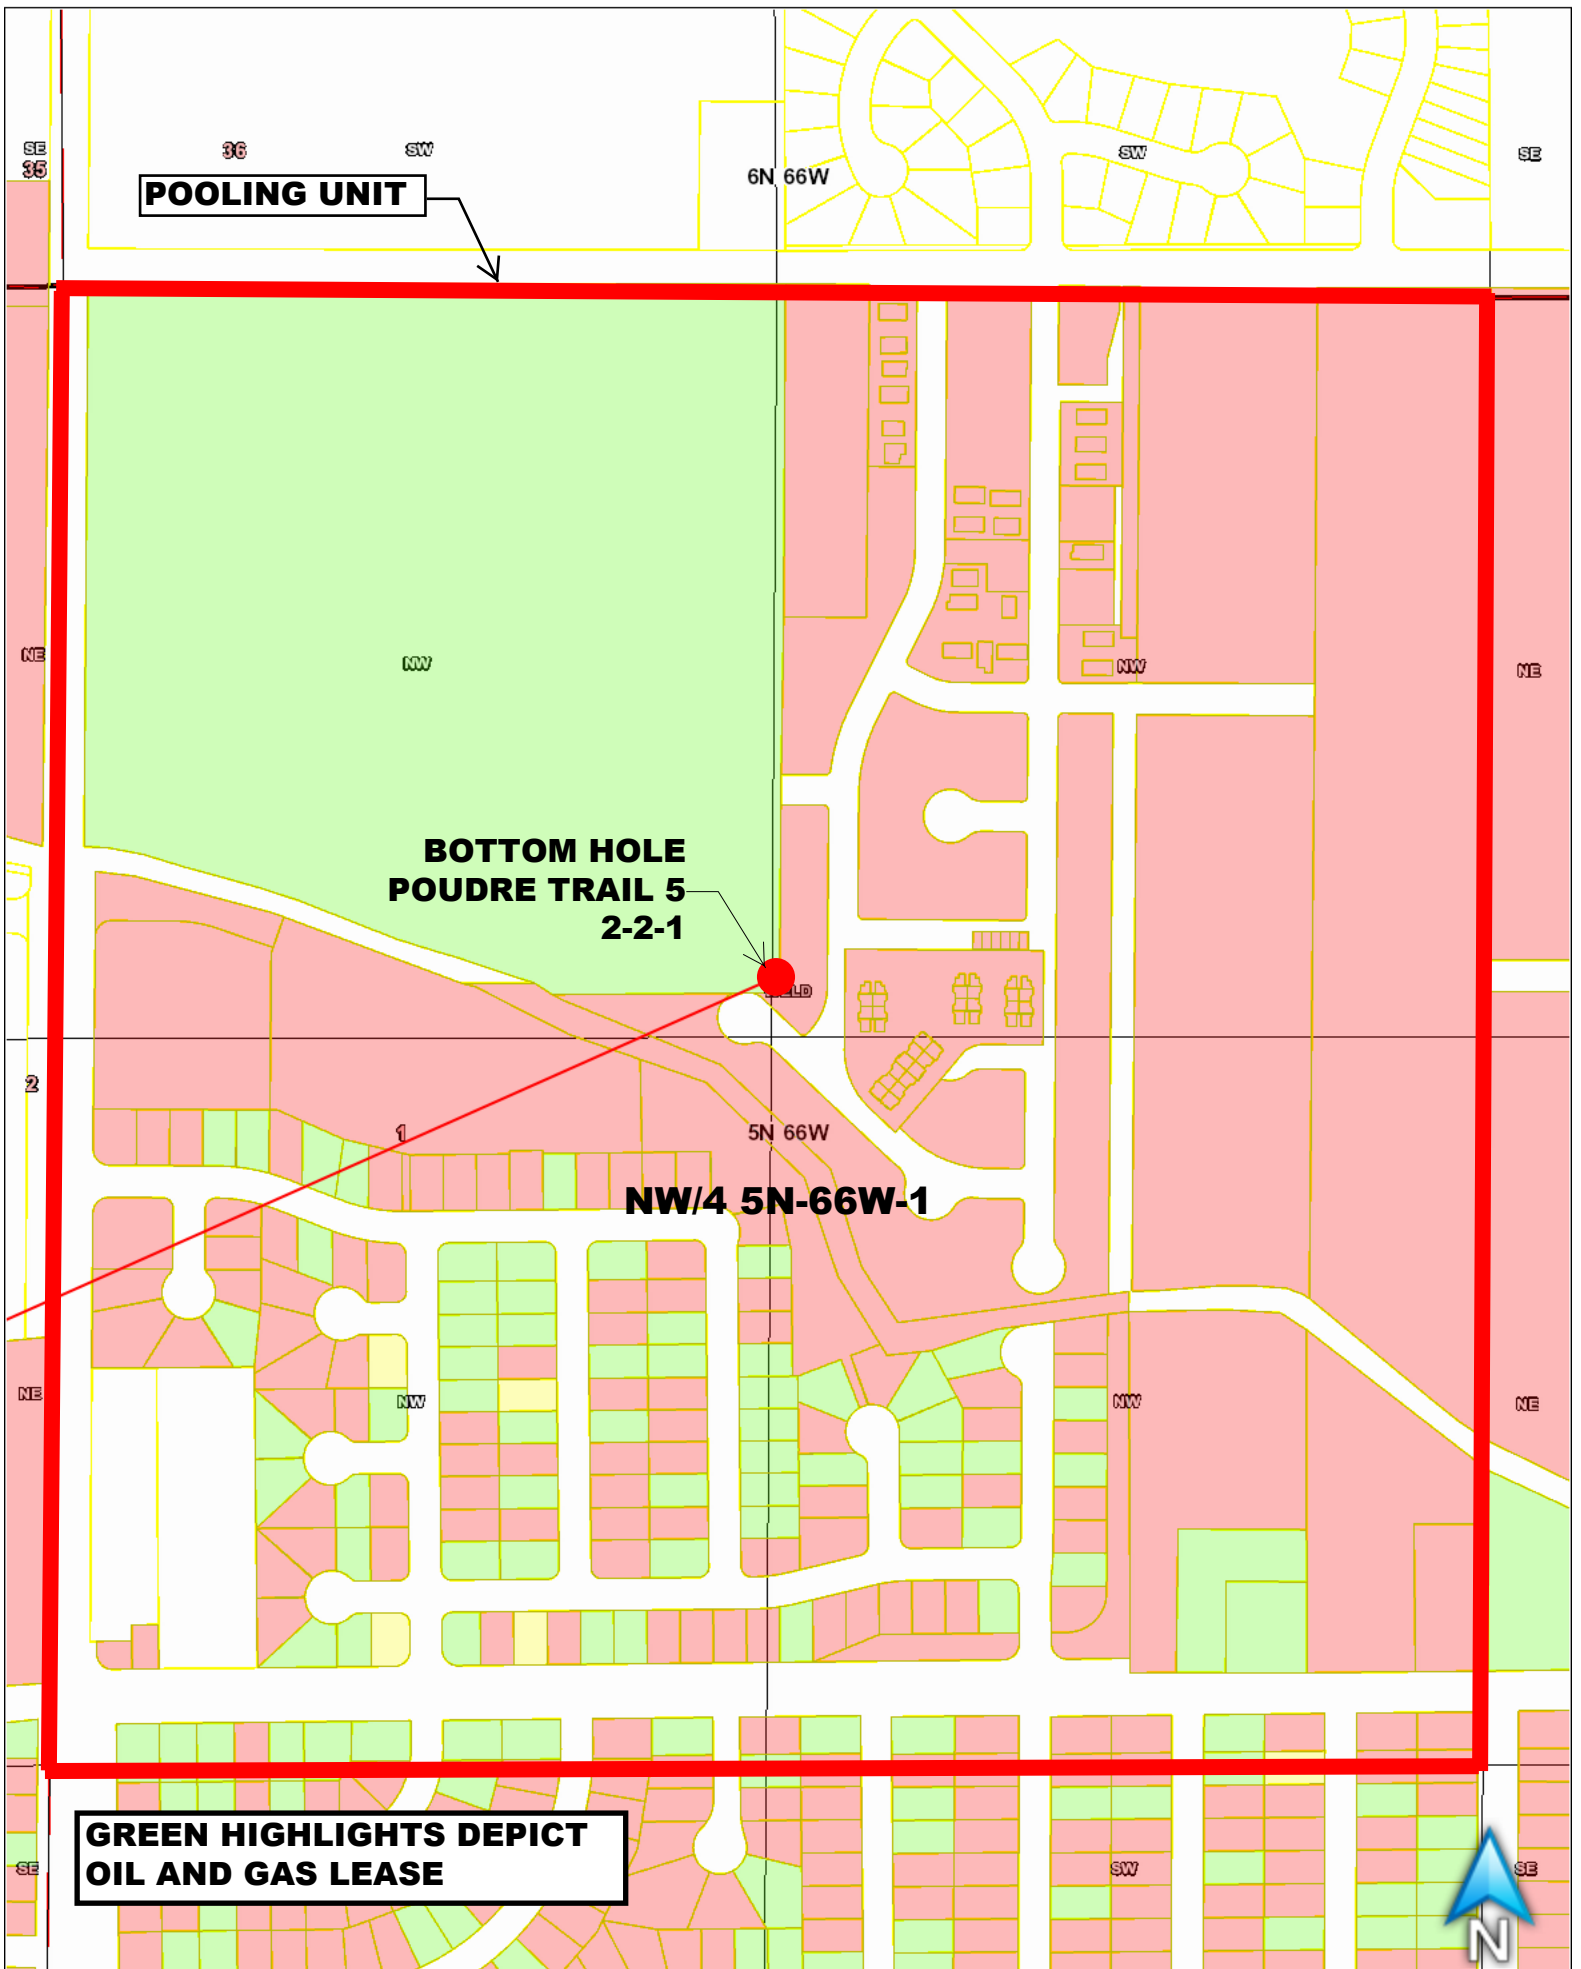 SE
36
SW
SW
SE
35
6N 66W
POOLING UNIT
NE
NW
NW
NE
BOTTOM HOLE
POUDRE TRAIL 5
2-2-1
2
1
5N 66W
NW/4 5N-66W-1
NE
NW
NW
NE
GREEN HIGHLIGHTS DEPICT
OIL AND GAS LEASE
SE
SW
SE
N